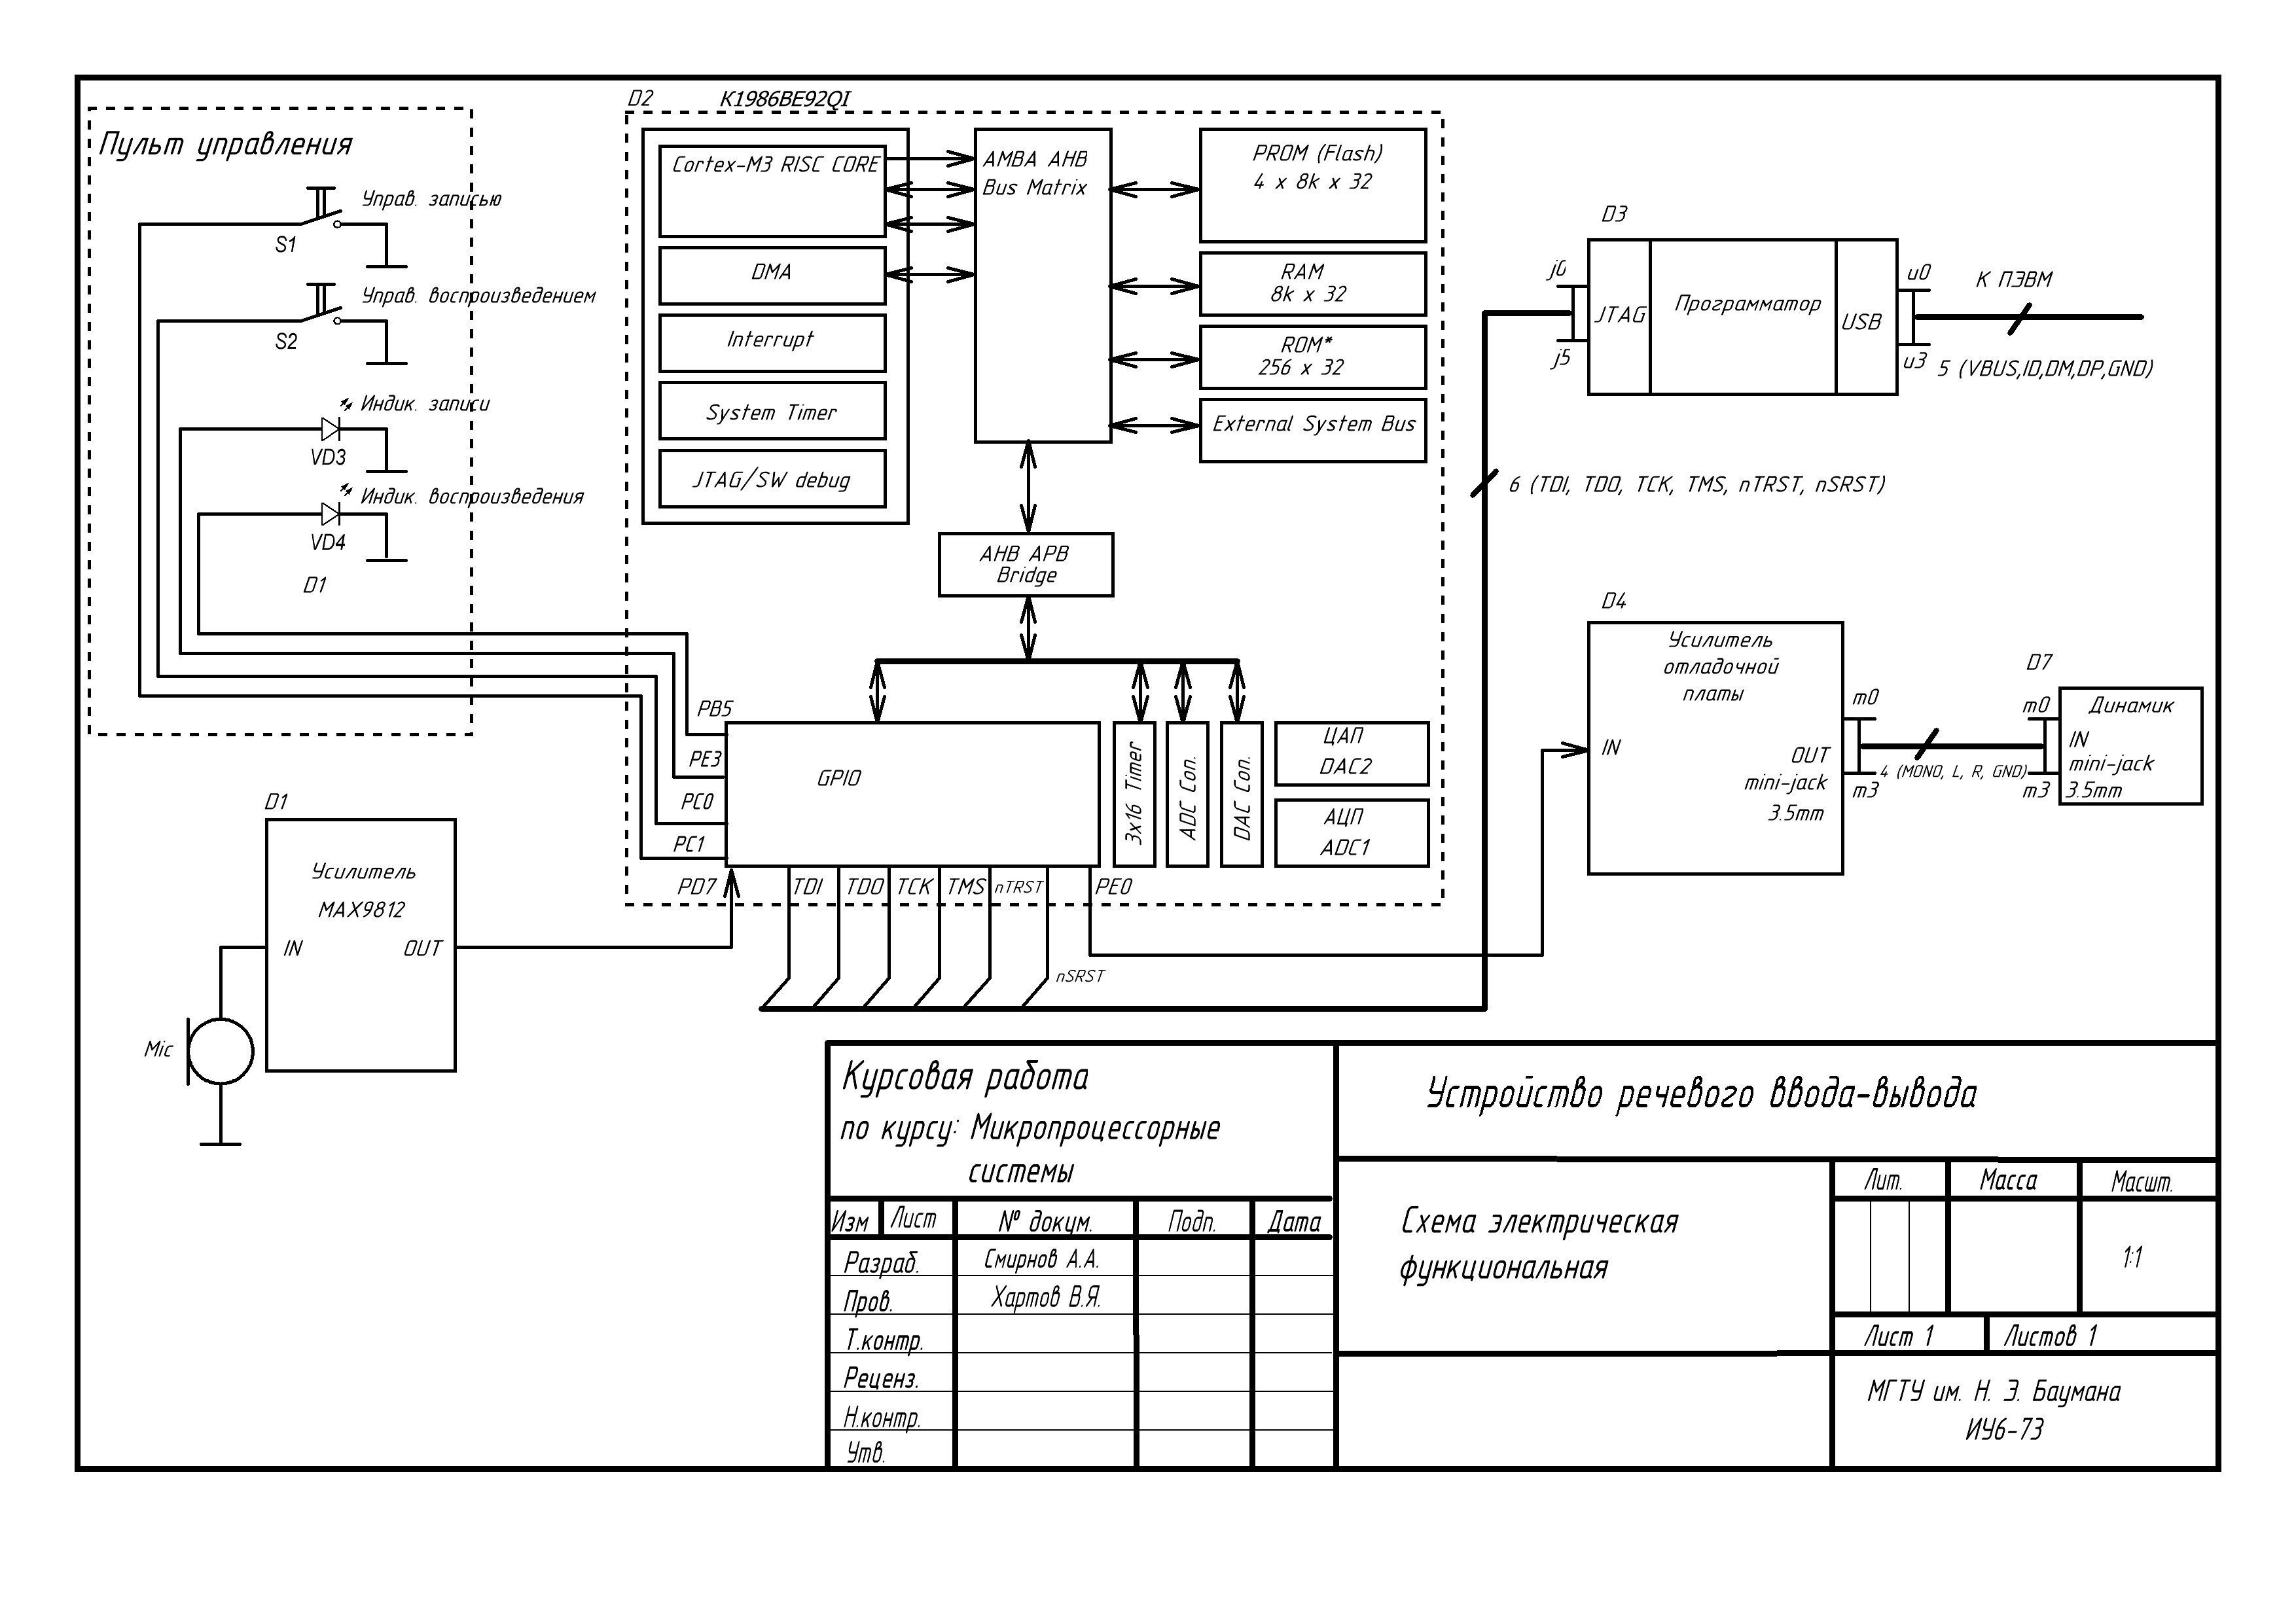 Пульт управления
Управ. записью
S1
Управ. воспроизведением
S2
Индик. записи
VD3
Индик. воспроизведения
VD4
D1
D2
K1986BE92QI
Cortex-M3 RISC CORE
DMA
Interrupt
System Timer
JTAG/SW debug
AMBA AHB
Bus Matrix
PROM (Flash)
4 x 8k x 32
RAM
8k x 32
ROM*
256 x 32
External System Bus
AHB APB
Bridge
PB5
PE3
PC0
PC1
GPIO
3x16 Timer
ADC Con.
DAC Con.
ЦАП
DAC2
АЦП
ADC1
PD7
TDI
TDO
TCK
TMS
nTRST
PE0
nSRST
D1
Усилитель
MAX9812
IN
OUT
Mic
D3
j0
j5
JTAG
Программатор
USB
u0
u3
К ПЭВМ
5 (VBUS,ID,DM,DP,GND)
6 (TDI, TDO, TCK, TMS, nTRST, nSRST)
D4
Усилитель
отладочной
платы
IN
OUT
mini-jack
3.5mm
m0
m3
4 (MONO, L, R, GND)
D7
m0
m3
Динамик
IN
mini-jack
3.5mm
Курсовая работа
по курсу: Микропроцессорные
системы
Изм Лист № докум. Подп. Дата
Разраб. Смирнов А.А.
Пров. Хартов В.Я.
Т.контр.
Реценз.
Н.контр.
Утв.
Устройство речевого ввода-вывода
Схема электрическая
функциональная
Лит. Масса Масшт.
1:1
Лист 1 Листов 1
МГТУ им. Н. Э. Баумана
ИУ6-73